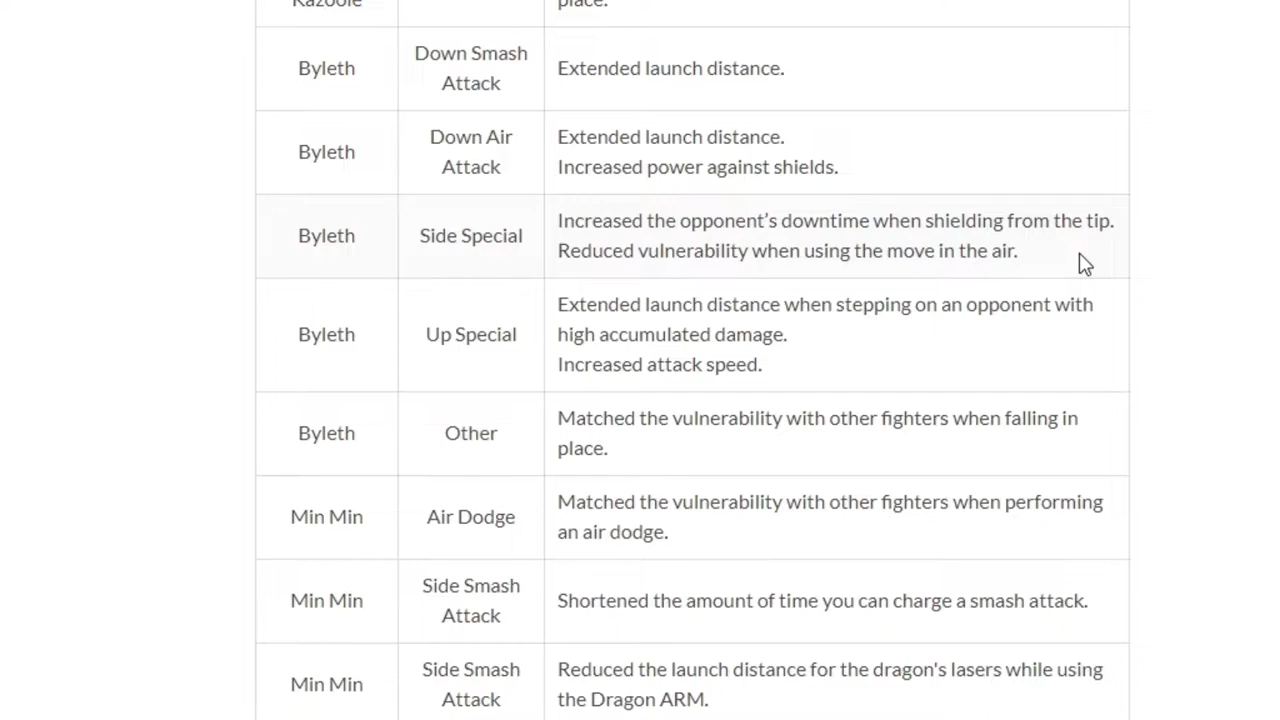 Kazooie
place.
Byleth
Down Smash
Attack
Extended launch distance.
Byleth
Down Air
Attack
Extended launch distance.
Increased power against shields.
Byleth
Side Special
Increased the opponent’s downtime when shielding from the tip.
Reduced vulnerability when using the move in the air.
Byleth
Up Special
Extended launch distance when stepping on an opponent with
high accumulated damage.
Increased attack speed.
Byleth
Other
Matched the vulnerability with other fighters when falling in
place.
Min Min
Air Dodge
Matched the vulnerability with other fighters when performing
an air dodge.
Min Min
Side Smash
Attack
Shortened the amount of time you can charge a smash attack.
Min Min
Side Smash
Attack
Reduced the launch distance for the dragon's lasers while using
the Dragon ARM.